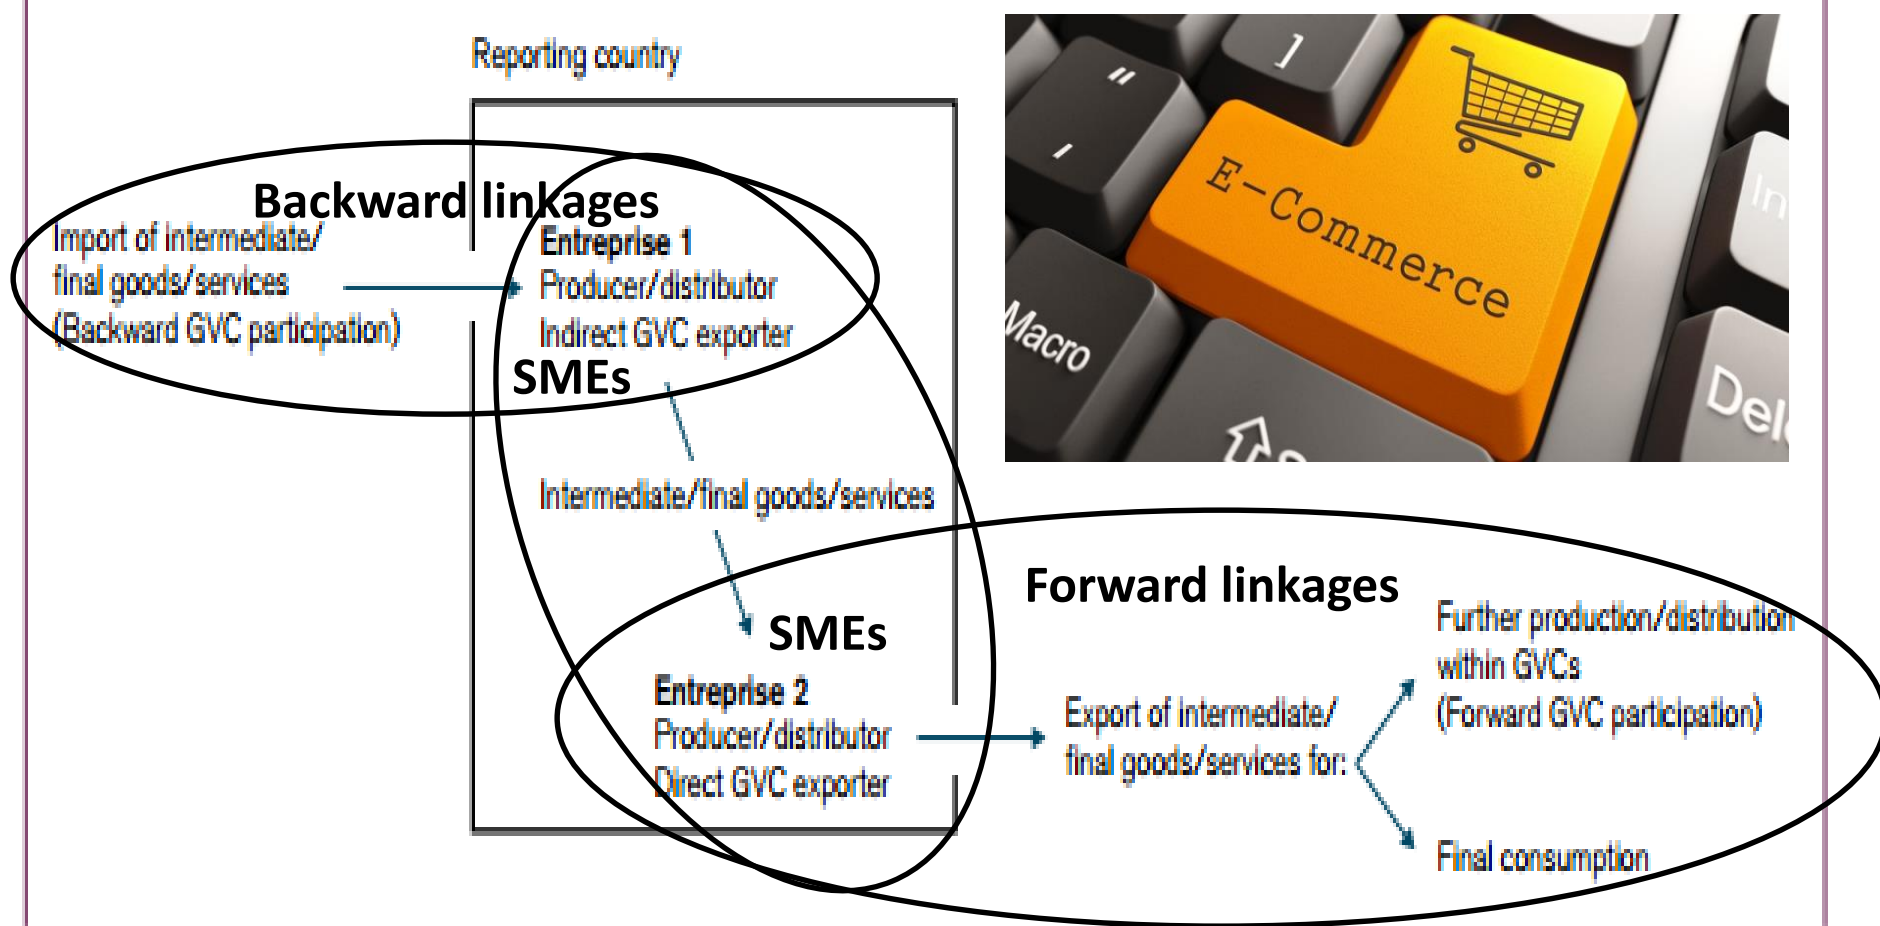 Reporting country
Backward linkages
Import of intermediate/
final goods/services
(Backward GVC participation)
Entreprise 1
Producer/distributor
Indirect GVC exporter
SMEs
Intermediate/final goods/services
SMEs
Entreprise 2
Producer/distributor
Direct GVC exporter
Forward linkages
Export of intermediate/
final goods/services for:
Further production/distribution
within GVCs
(Forward GVC participation)
Final consumption
"
'
]
E-Commerce
In
Macro
Del